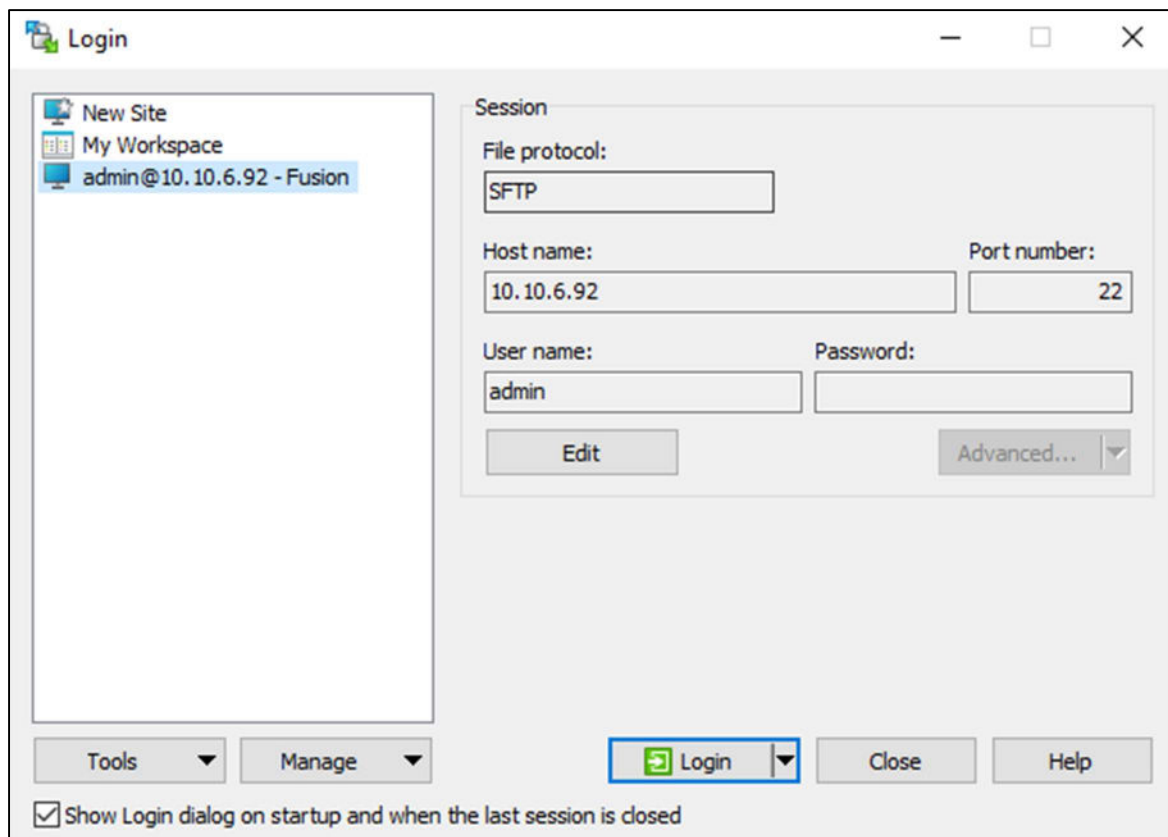 Login
New Site
My Workspace
admin@10.10.6.92 - Fusion
Session
File protocol:
SFTP
Host name: Port number:
10.10.6.92 22
User name: Password:
admin
Edit Advanced...
Tools Manage Login Close Help
Show Login dialog on startup and when the last session is closed